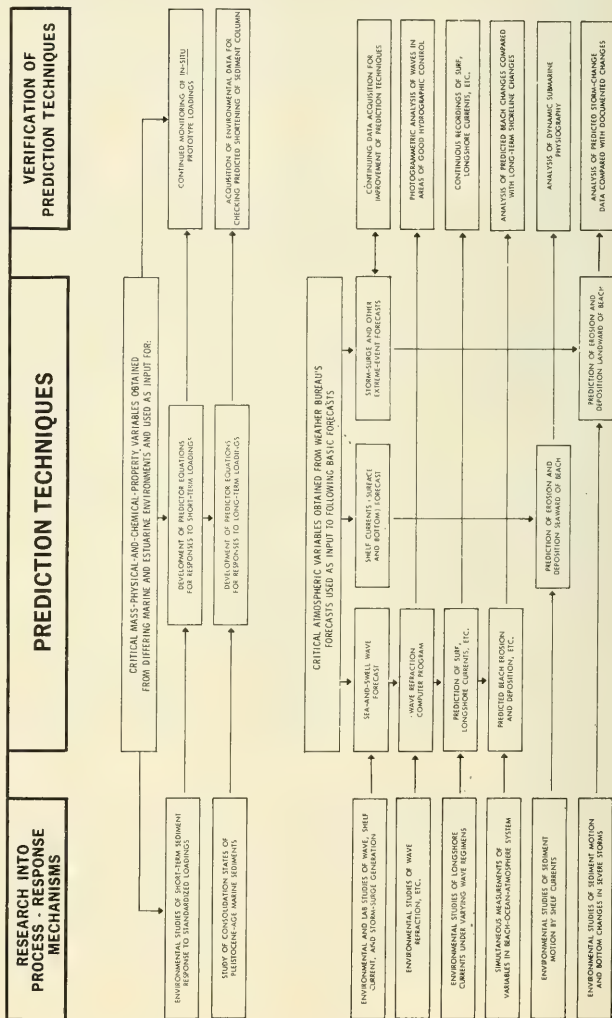 RESEARCH INTO
PROCESS - RESPONSE
MECHANISMS
PREDICTION TECHNIQUES
VERIFICATION OF
PREDICTION TECHNIQUES
CRITICAL MASS-PHYSICAL-AND-CHEMICAL-PROPERTY VARIABLES OBTAINED
FROM DIFFERING MARINE AND ESTUARINE ENVIRONMENTS AND USED AS INPUT FOR:
ENVIRONMENTAL STUDIES OF SHORT-TERM SEDIMENT
RESPONSE TO STANDARDIZED LOADINGS
DEVELOPMENT OF PREDICTOR EQUATIONS
FOR RESPONSES TO SHORT-TERM LOADINGS
CONTINUED MONITORING OF IN-SITU
PROTOTYPE LOADINGS
STUDY OF CONSOLIDATION STATES OF
PLEISTOCENE-AGE MARINE SEDIMENTS
DEVELOPMENT OF PREDICTOR EQUATIONS
FOR RESPONSES TO LONG-TERM LOADINGS
ACQUISITION OF ENVIRONMENTAL DATA FOR
CHECKING PREDICTED SHORTENING OF SEDIMENT COLUMN
CRITICAL ATMOSPHERIC VARIABLES OBTAINED FROM WEATHER BUREAU'S
FORECASTS USED AS INPUT TO FOLLOWING BASIC FORECASTS
ENVIRONMENTAL AND LAB STUDIES OF WAVE, SHELF
CURRENT, AND STORM-SURGE GENERATION
SEA-AND-SWELL WAVE
FORECAST
SHELF CURRENTS (SURFACE
AND BOTTOM) FORECAST
STORM-SURGE AND OTHER
EXTREME-EVENT FORECASTS
CONTINUING DATA ACQUISITION FOR
IMPROVEMENT OF PREDICTION TECHNIQUES
ENVIRONMENTAL STUDIES OF WAVE
REFRACTION, ETC.
WAVE REFRACTION
COMPUTER PROGRAM
PHOTOGRAMMETRIC ANALYSIS OF WAVES IN
AREAS OF GOOD HYDROGRAPHIC CONTROL
ENVIRONMENTAL STUDIES OF LONGSHORE
CURRENTS UNDER VARYING WAVE REGIMENS
PREDICTION OF SURF,
LONGSHORE CURRENTS, ETC.
CONTINUOUS RECORDINGS OF SURF,
LONGSHORE CURRENTS, ETC.
SIMULTANEOUS MEASUREMENTS OF
VARIABLES IN BEACH-OCEAN-ATMOSPHERE SYSTEM
PREDICTED BEACH EROSION
AND DEPOSITION, ETC.
ANALYSIS OF PREDICTED BEACH CHANGES COMPARED
WITH LONG-TERM SHORELINE CHANGES
ENVIRONMENTAL STUDIES OF SEDIMENT
MOTION BY SHELF CURRENTS
PREDICTION OF EROSION AND
DEPOSITION SEAWARD OF BEACH
ANALYSIS OF DYNAMIC SUBMARINE
PHYSIOGRAPHY
ENVIRONMENTAL STUDIES OF SEDIMENT MOTION
AND BOTTOM CHANGES IN SEVERE STORMS
PREDICTION OF EROSION AND
DEPOSITION LANDWARD OF BEACH
ANALYSIS OF PREDICTED STORM-CHANGE
DATA COMPARED WITH DOCUMENTED CHANGES